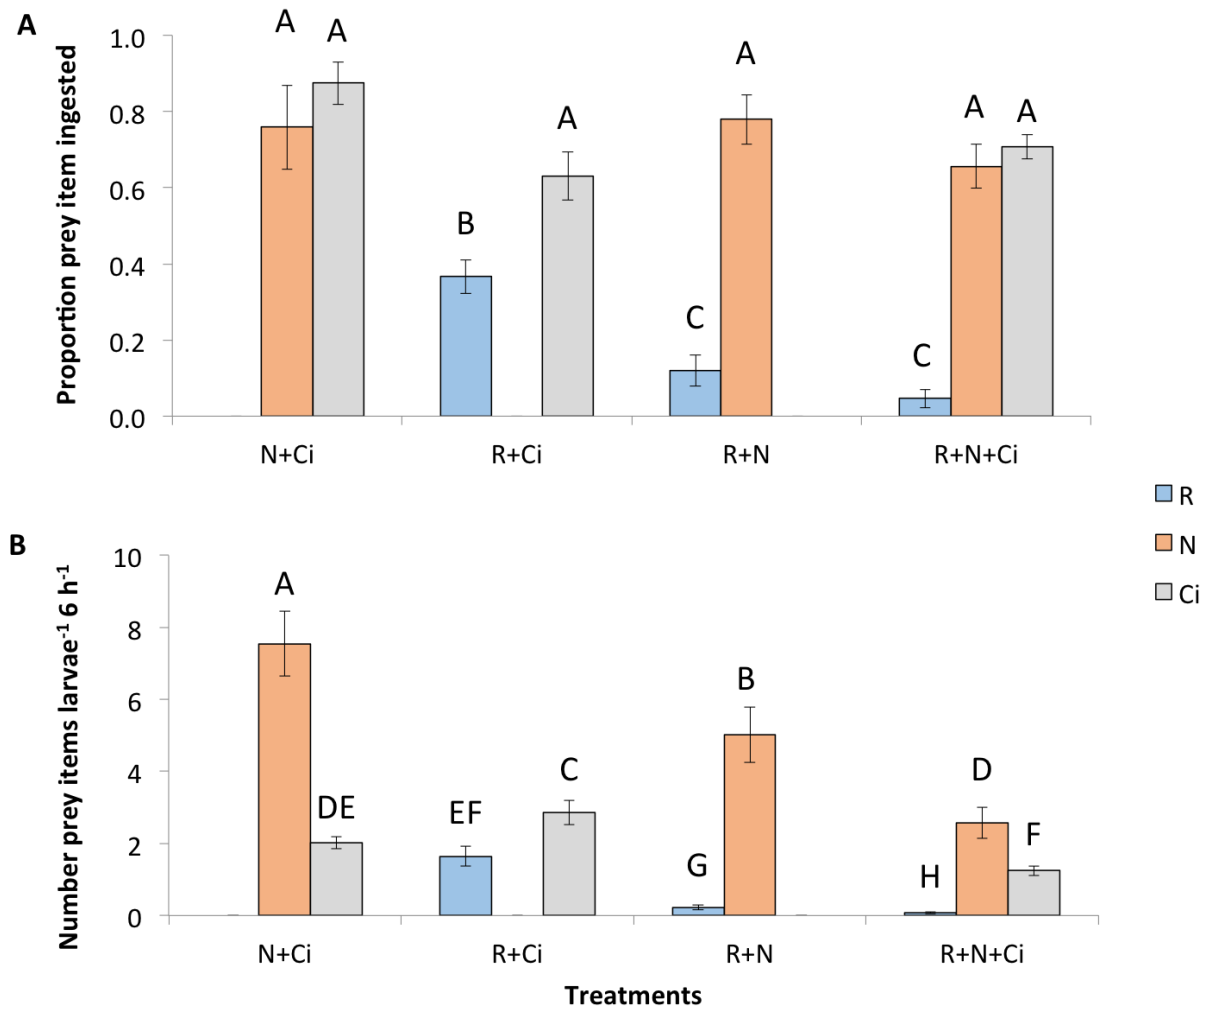 A
Proportion prey item ingested
1.0
0.8
0.6
0.4
0.2
0.0
A A
B A
C A
C A A
N+Ci R+Ci R+N R+N+Ci
R
N
Ci
B
Number prey items larvae⁻¹ 6 h⁻¹
10
8
6
4
2
0
A DE
EF C
G B
H D F
N+Ci R+Ci R+N R+N+Ci
Treatments